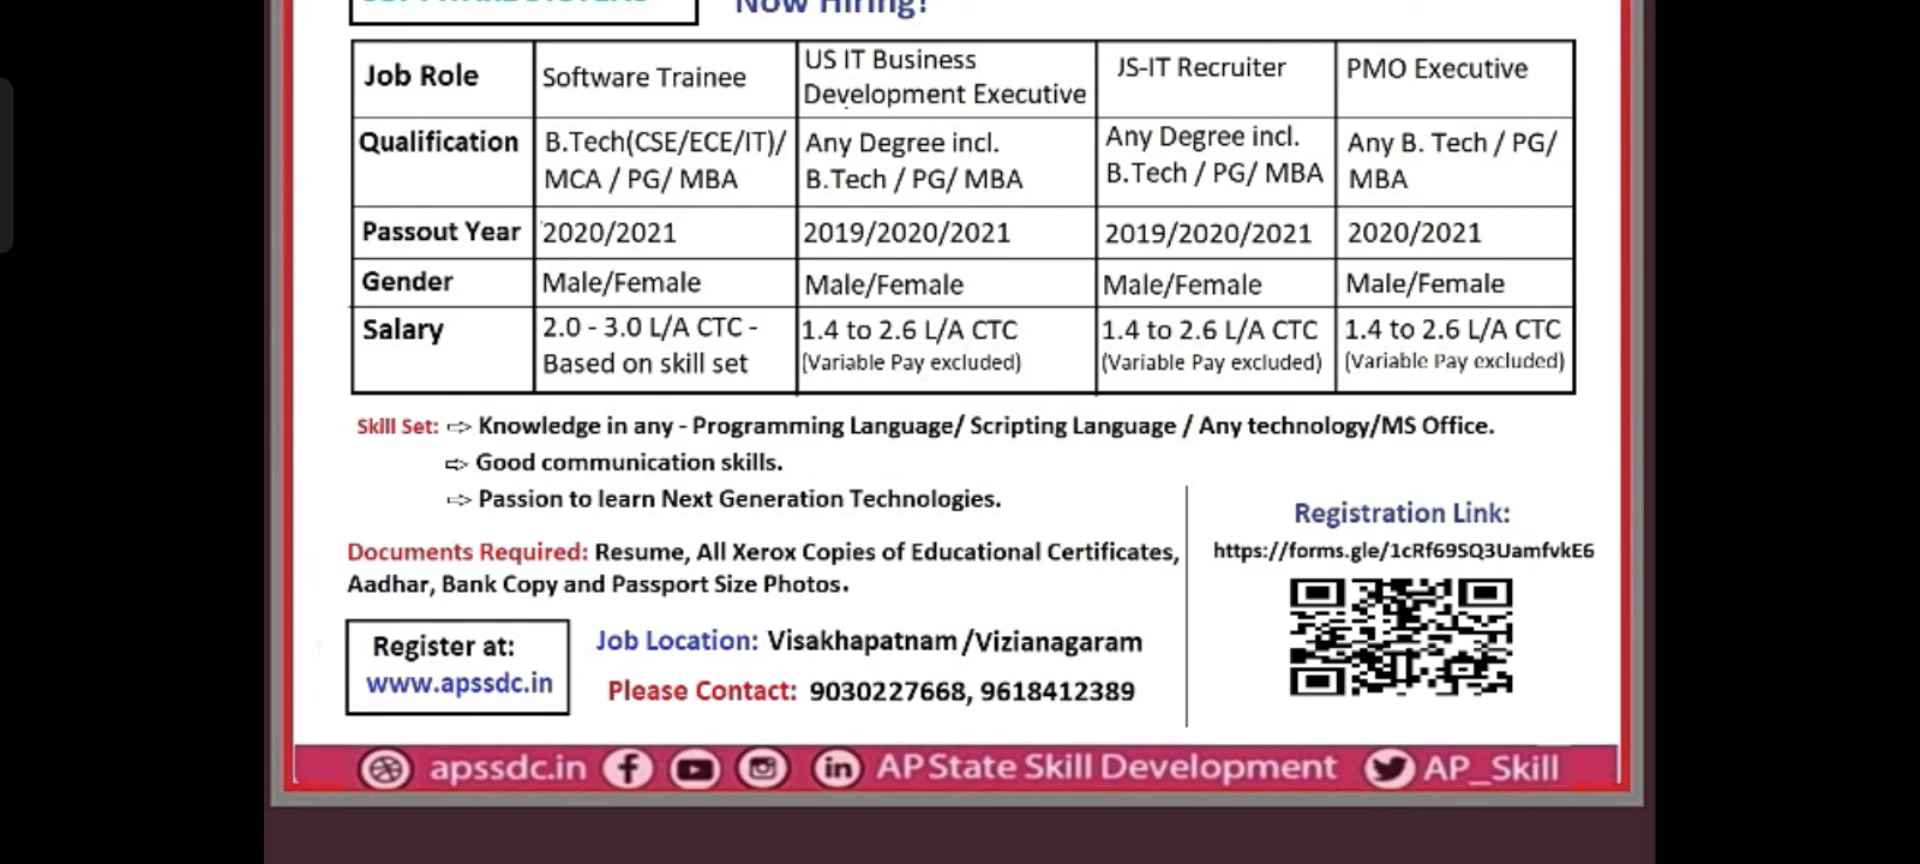 Now Hiring!
Job Role
Software Trainee
US IT Business
Development Executive
JS-IT Recruiter
PMO Executive
Qualification
B.Tech(CSE/ECE/IT)/
MCA / PG/ MBA
Any Degree incl.
B.Tech / PG/ MBA
Any Degree incl.
B.Tech / PG/ MBA
Any B. Tech / PG/
MBA
Passout Year
2020/2021
2019/2020/2021
2019/2020/2021
2020/2021
Gender
Male/Female
Male/Female
Male/Female
Male/Female
Salary
2.0 - 3.0 L/A CTC -
Based on skill set
1.4 to 2.6 L/A CTC
(Variable Pay excluded)
1.4 to 2.6 L/A CTC
(Variable Pay excluded)
1.4 to 2.6 L/A CTC
(Variable Pay excluded)
Skill Set: ⇨ Knowledge in any - Programming Language/ Scripting Language / Any technology/MS Office.
⇨ Good communication skills.
⇨ Passion to learn Next Generation Technologies.
Documents Required: Resume, All Xerox Copies of Educational Certificates,
Aadhar, Bank Copy and Passport Size Photos.
Registration Link:
https://forms.gle/1cRf69SQ3UamfvkE6
Register at:
www.apssdc.in
Job Location: Visakhapatnam/Vizianagaram
Please Contact: 9030227668, 9618412389
apssdc.in
AP State Skill Development
AP_Skill